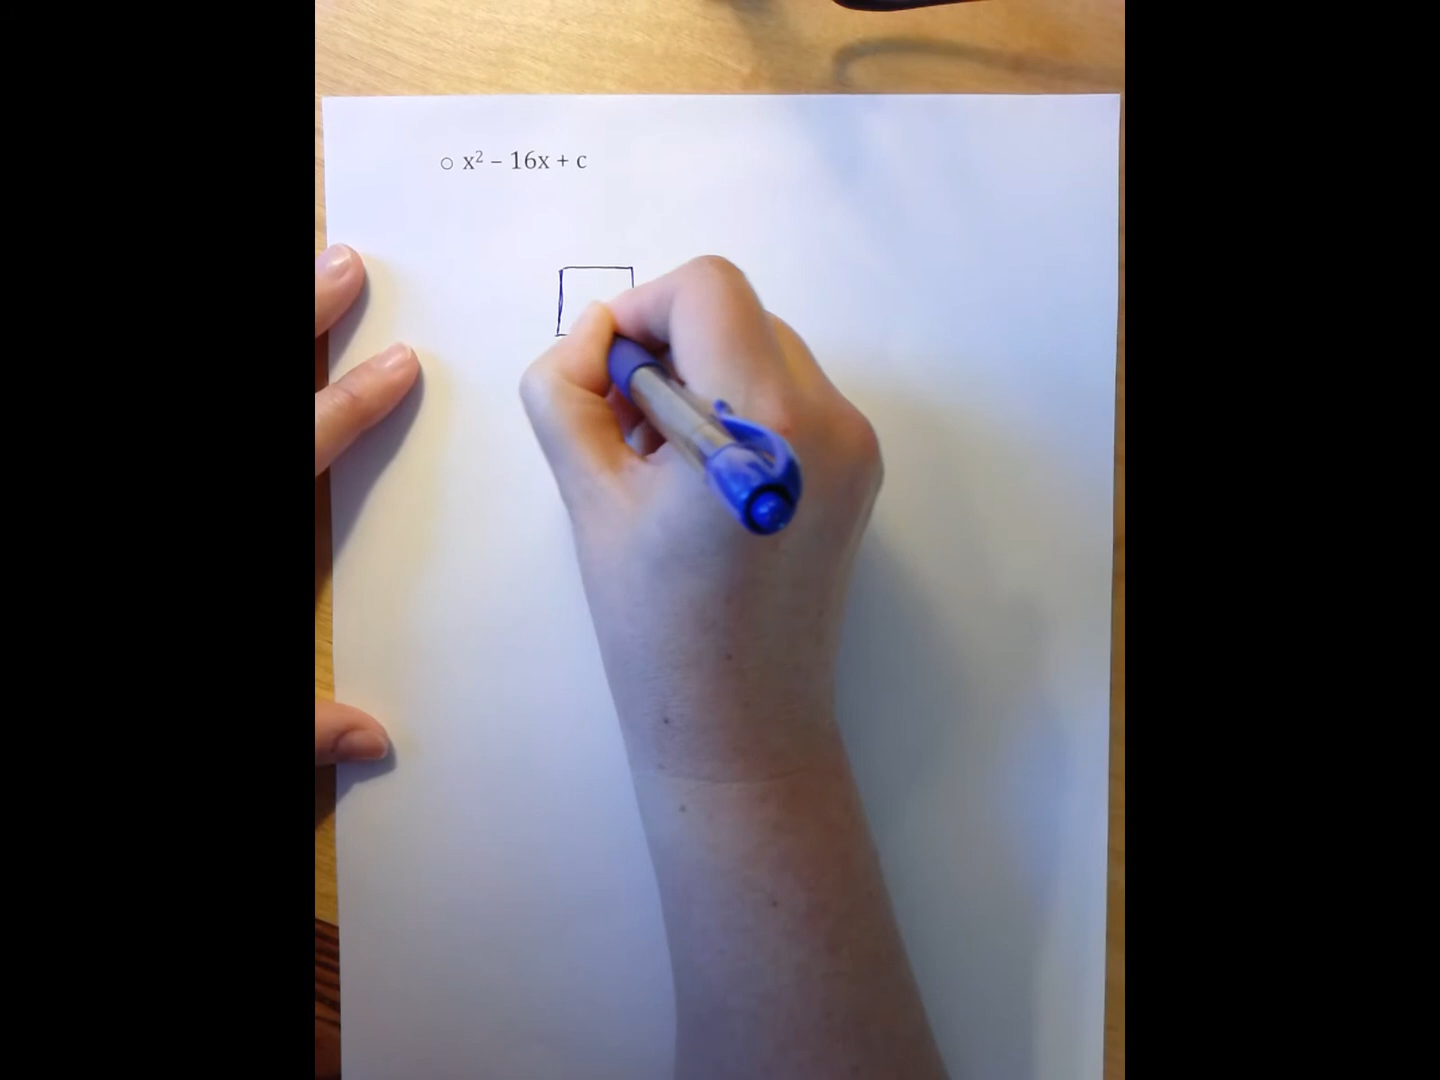 ○ x² – 16x + c